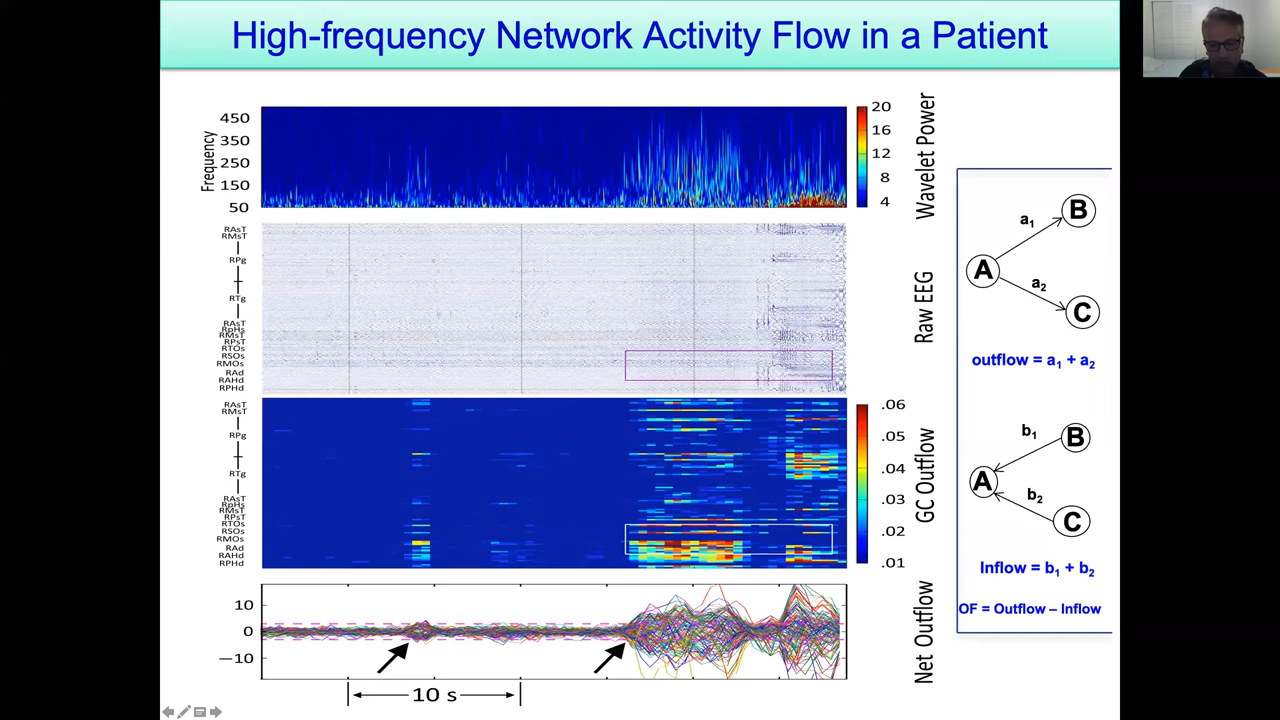 High-frequency Network Activity Flow in a Patient
Frequency
450
350
250
150
50
20
16
12
8
4
Wavelet Power
RAsT
RMsT
RPg
RTg
RAsT
RpHs
RMsT
RPsT
RTOs
RSOs
RMOs
RAd
RAHd
RPHd
Raw EEG
RAsT
RMsT
RPg
RTg
RAsT
RpHs
RMsT
RPsT
RTOs
RSOs
RMOs
RAd
RAHd
RPHd
.06
.05
.04
.03
.02
.01
GC Outflow
10
0
−10
Net Outflow
10 s
A
B
C
a1
a2
outflow = a1 + a2
A
B
C
b1
b2
Inflow = b1 + b2
OF = Outflow – Inflow